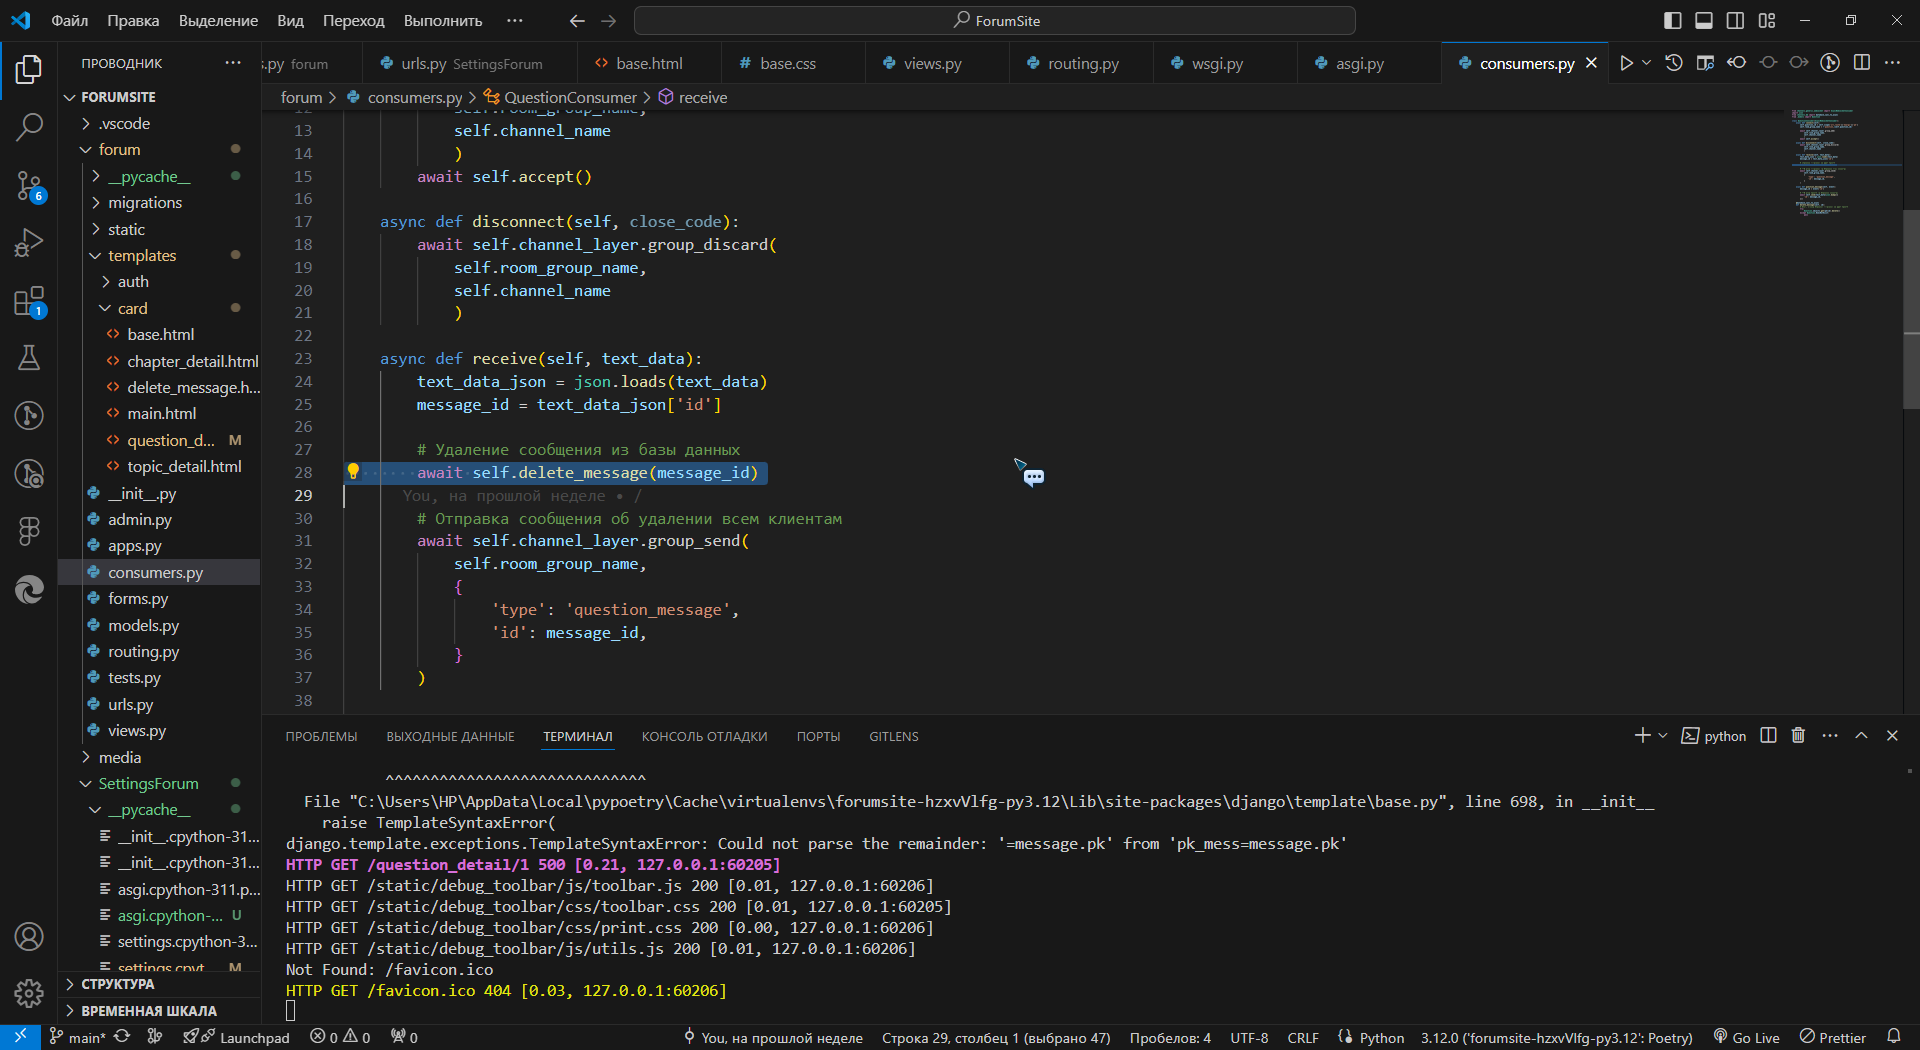 Файл Правка Выделение Вид Переход Выполнить ··· ForumSite
ПРОВОДНИК ···
s.py forum urls.py SettingsForum base.html base.css views.py routing.py wsgi.py asgi.py consumers.py
forum > consumers.py > QuestionConsumer > receive
FORUMSITE
.vscode
forum
__pycache__
migrations
static
templates
auth
card
base.html
chapter_detail.html
delete_message.h...
main.html
question_d... M
topic_detail.html
__init__.py
admin.py
apps.py
consumers.py
forms.py
models.py
routing.py
tests.py
urls.py
views.py
media
SettingsForum
__pycache__
__init__.cpython-31...
__init__.cpython-31...
asgi.cpython-311.p...
asgi.cpython-... U
settings.cpython-3...
settings.cpyt... M
СТРУКТУРА
ВРЕМЕННАЯ ШКАЛА
6
1
12 self.room_group_name,
13 self.channel_name
14 )
15 await self.accept()
16
17 async def disconnect(self, close_code):
18 await self.channel_layer.group_discard(
19 self.room_group_name,
20 self.channel_name
21 )
22
23 async def receive(self, text_data):
24 text_data_json = json.loads(text_data)
25 message_id = text_data_json['id']
26
27 # Удаление сообщения из базы данных
28 await self.delete_message(message_id)
29 You, на прошлой неделе • /
30 # Отправка сообщения об удалении всем клиентам
31 await self.channel_layer.group_send(
32 self.room_group_name,
33 {
34 'type': 'question_message',
35 'id': message_id,
36 }
37 )
38
ПРОБЛЕМЫ ВЫХОДНЫЕ ДАННЫЕ ТЕРМИНАЛ КОНСОЛЬ ОТЛАДКИ ПОРТЫ GITLENS python
^^^^^^^^^^^^^^^^^^^^^^^^^^^^^
File "C:\Users\HP\AppData\Local\pypoetry\Cache\virtualenvs\forumsite-hzxvVlfg-py3.12\Lib\site-packages\django\template\base.py", line 698, in __init__
raise TemplateSyntaxError(
django.template.exceptions.TemplateSyntaxError: Could not parse the remainder: '=message.pk' from 'pk_mess=message.pk'
HTTP GET /question_detail/1 500 [0.21, 127.0.0.1:60205]
HTTP GET /static/debug_toolbar/js/toolbar.js 200 [0.01, 127.0.0.1:60206]
HTTP GET /static/debug_toolbar/css/toolbar.css 200 [0.01, 127.0.0.1:60205]
HTTP GET /static/debug_toolbar/css/print.css 200 [0.00, 127.0.0.1:60206]
HTTP GET /static/debug_toolbar/js/utils.js 200 [0.01, 127.0.0.1:60206]
Not Found: /favicon.ico
HTTP GET /favicon.ico 404 [0.03, 127.0.0.1:60206]
main* Launchpad 0 0 0 You, на прошлой неделе Строка 29, столбец 1 (выбрано 47) Пробелов: 4 UTF-8 CRLF Python 3.12.0 ('forumsite-hzxvVlfg-py3.12': Poetry) Go Live Prettier